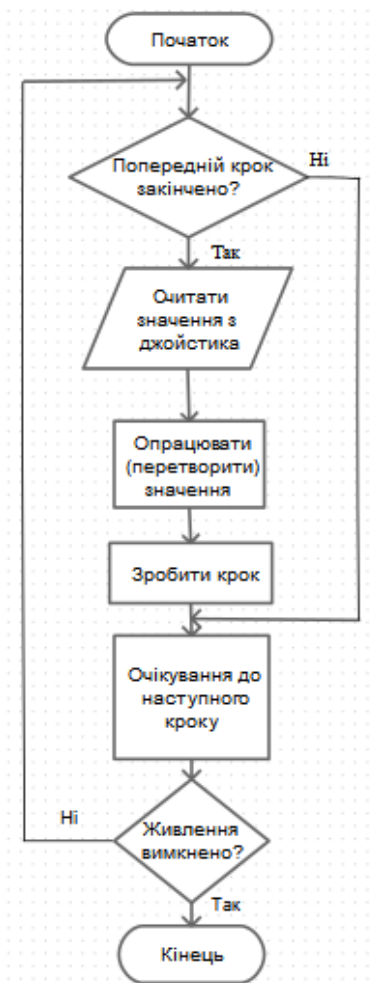 Початок
Попередній крок
закінчено?
Ні
Так
Считати
значення з
джойстика
Опрацювати
(перетворити)
значення
Зробити крок
Очікування до
наступного
кроку
Ні
Живлення
вимкнено?
Так
Кінець